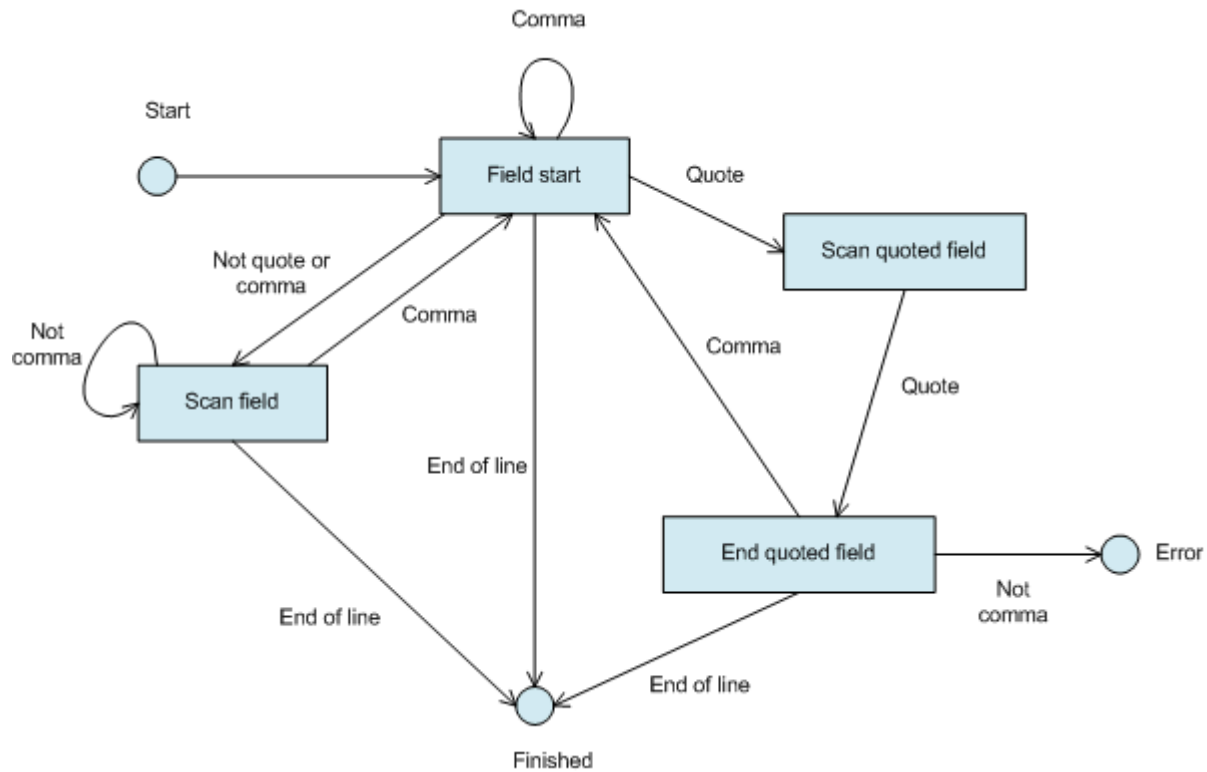 Comma
Start
Field start
Quote
Scan quoted field
Not quote or
comma
Comma
Not
comma
Comma
Quote
Scan field
End of line
End quoted field
Error
Not
comma
End of line
End of line
Finished